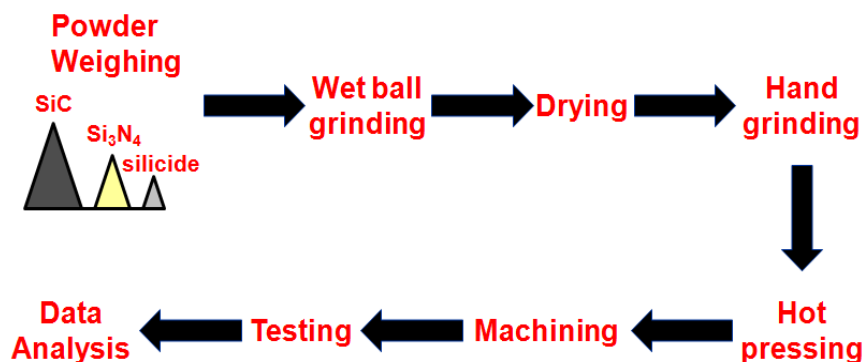 Powder
Weighing
SiC
Si₃N₄
silicide
Wet ball
grinding
Drying
Hand
grinding
Hot
pressing
Machining
Testing
Data
Analysis